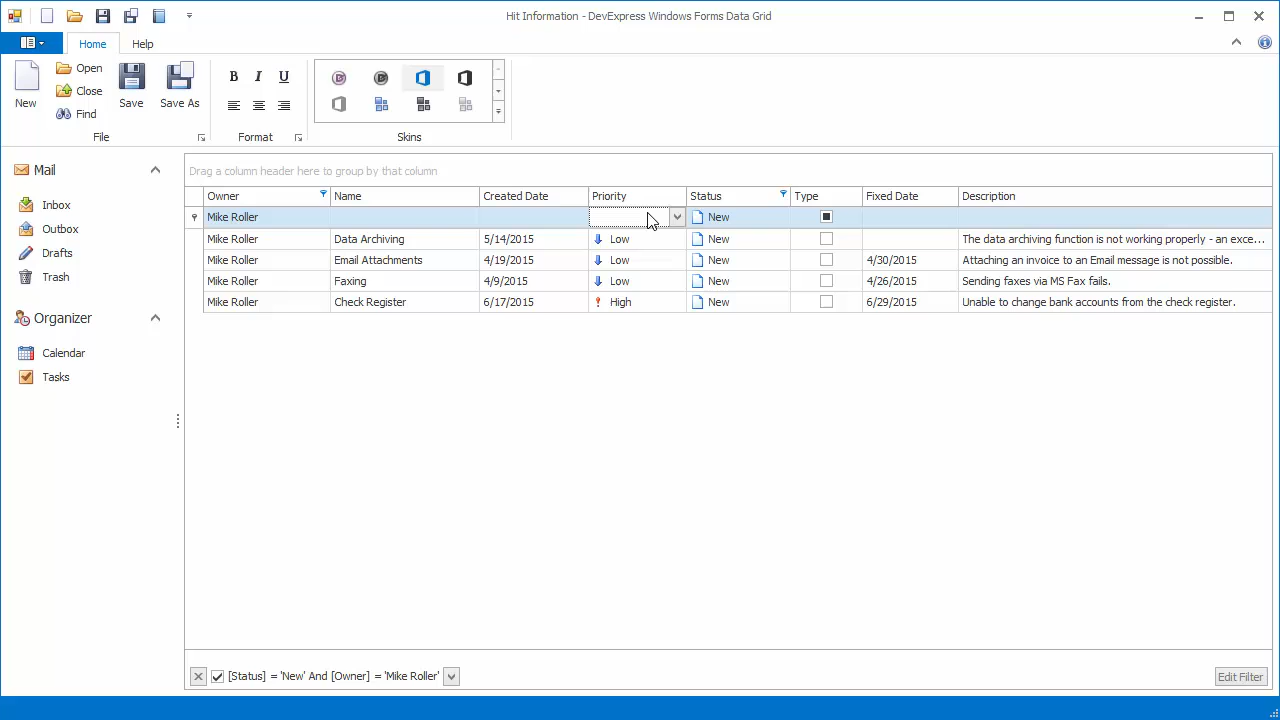 Hit Information - DevExpress Windows Forms Data Grid
Home Help
New
Open
Close
Find
Save
Save As
B I U
File Format Skins
Mail
Inbox
Outbox
Drafts
Trash
Organizer
Calendar
Tasks
Drag a column header here to group by that column
Owner Name Created Date Priority Status Type Fixed Date Description
Mike Roller New
Mike Roller Data Archiving 5/14/2015 Low New The data archiving function is not working properly - an exce...
Mike Roller Email Attachments 4/19/2015 Low New 4/30/2015 Attaching an invoice to an Email message is not possible.
Mike Roller Faxing 4/9/2015 Low New 4/26/2015 Sending faxes via MS Fax fails.
Mike Roller Check Register 6/17/2015 High New 6/29/2015 Unable to change bank accounts from the check register.
[Status] = 'New' And [Owner] = 'Mike Roller'
Edit Filter